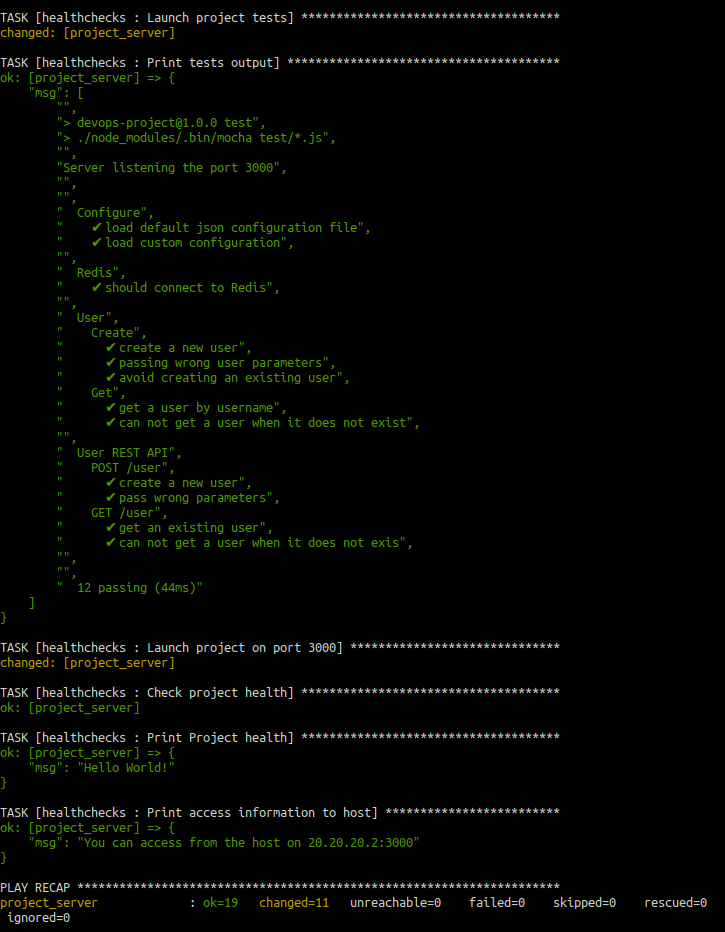 TASK [healthchecks : Launch project tests] *************************************
changed: [project_server]
TASK [healthchecks : Print tests output] ***************************************
ok: [project_server] => {
    "msg": [
        "",
        "> devops-project@1.0.0 test",
        "> ./node_modules/.bin/mocha test/*.js",
        "",
        "Server listening the port 3000",
        "",
        "",
        "  Configure",
        "    ✔ load default json configuration file",
        "    ✔ load custom configuration",
        "",
        "  Redis",
        "    ✔ should connect to Redis",
        "",
        "  User",
        "    Create",
        "      ✔ create a new user",
        "      ✔ passing wrong user parameters",
        "      ✔ avoid creating an existing user",
        "    Get",
        "      ✔ get a user by username",
        "      ✔ can not get a user when it does not exist",
        "",
        "  User REST API",
        "    POST /user",
        "      ✔ create a new user",
        "      ✔ pass wrong parameters",
        "    GET /user",
        "      ✔ get an existing user",
        "      ✔ can not get a user when it does not exis",
        "",
        "",
        "  12 passing (44ms)"
    ]
}
TASK [healthchecks : Launch project on port 3000] ******************************
changed: [project_server]
TASK [healthchecks : Check project health] *************************************
ok: [project_server]
TASK [healthchecks : Print Project health] *************************************
ok: [project_server] => {
    "msg": "Hello World!"
}
TASK [healthchecks : Print access information to host] *************************
ok: [project_server] => {
    "msg": "You can access from the host on 20.20.20.2:3000"
}
PLAY RECAP *********************************************************************
project_server             : ok=19   changed=11   unreachable=0    failed=0    skipped=0    rescued=0
 ignored=0